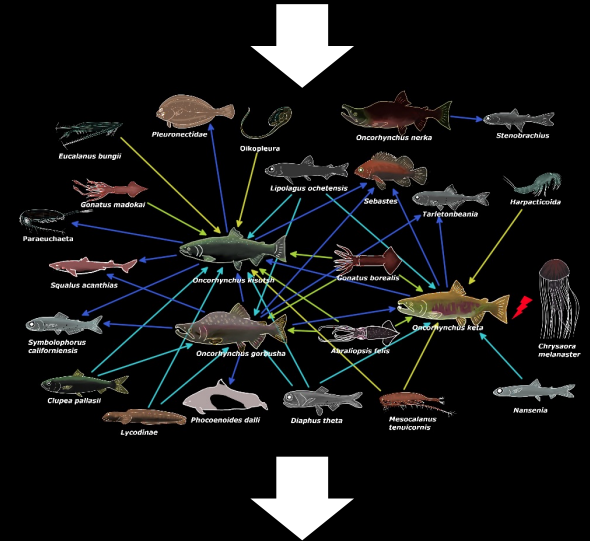 Pleuronectidae
Oikopleura
Oncorhynchus nerka
Stenobrachius
Eucalanus bungii
Lipolagus ochetensis
Sebastes
Tarletonbeania
Harpacticoida
Gonatus madokai
Paraeuchaeta
Squalus acanthias
Oncorhynchus kisutsh
Gonatus borealis
Symbolophorus
californiensis
Oncorhynchus gorbusha
Abraliopsis felis
Oncorhynchus keta
Chrysaora
melanaster
Clupea pallasii
Lycodinae
Phocoenoides dalli
Diaphus theta
Mesocalanus
tenuicornis
Nansenia